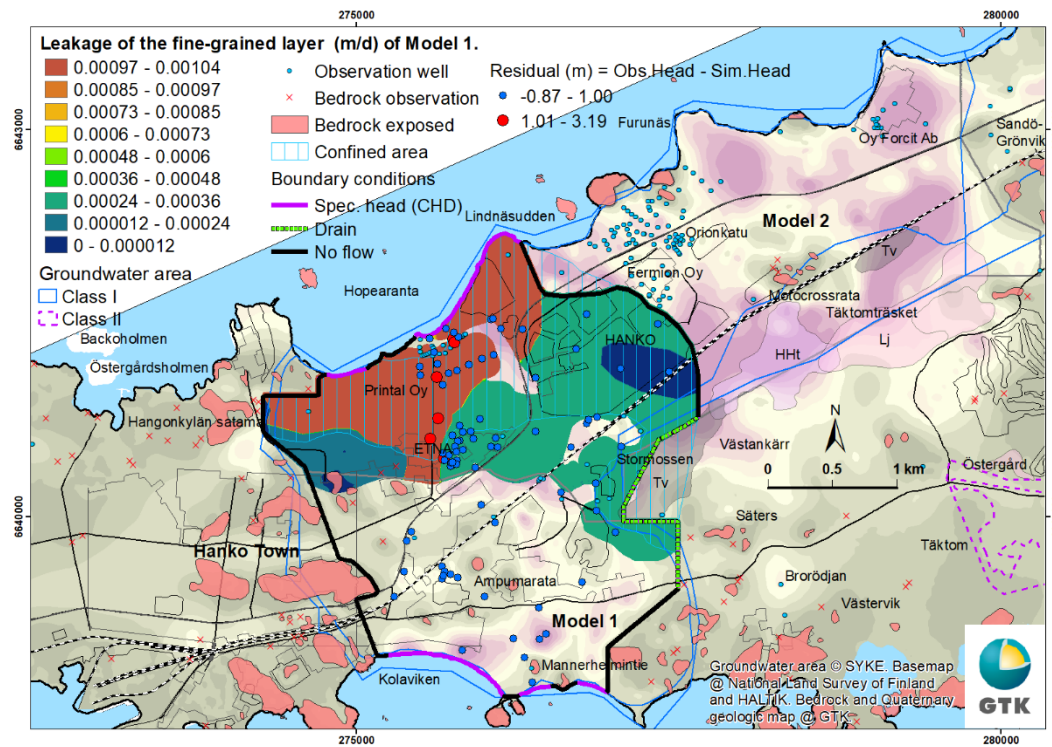 275000
280000
Leakage of the fine-grained layer (m/d) of Model 1.
0.00097 - 0.00104
0.00085 - 0.00097
0.00073 - 0.00085
0.0006 - 0.00073
0.00048 - 0.0006
0.00036 - 0.00048
0.00024 - 0.00036
0.000012 - 0.00024
0 - 0.000012
Groundwater area
Class I
Class II
Observation well
Bedrock observation
Bedrock exposed
Confined area
Boundary conditions
Spec. head (CHD)
Drain
No flow
Residual (m) = Obs.Head - Sim.Head
-0.87 - 1.00
1.01 - 3.19
Furunäs
6643000
Oy Forcit Ab
Sandö-
Grönvik
Lindnäsudden
Model 2
Orionkatu
Tv
Fermion Oy
Hopearanta
Motocrossrata
Täktomträsket
Backoholmen
HANKO
Lj
Östergårdsholmen
HHt
Printal Oy
N
Hangonkylän satama
Västankärr
ETNA
Stormossen
0 0.5 1 km
Östergård
Tv
6640000
Säters
Hanko Town
Täktom
Ampumarata
Brorödjan
Västervik
Model 1
Mannerheimintie
Kolaviken
Groundwater area © SYKE. Basemap
@ National Land Survey of Finland
and HALTIK. Bedrock and Quaternary
geologic map @ GTK.
GTK
275000
280000